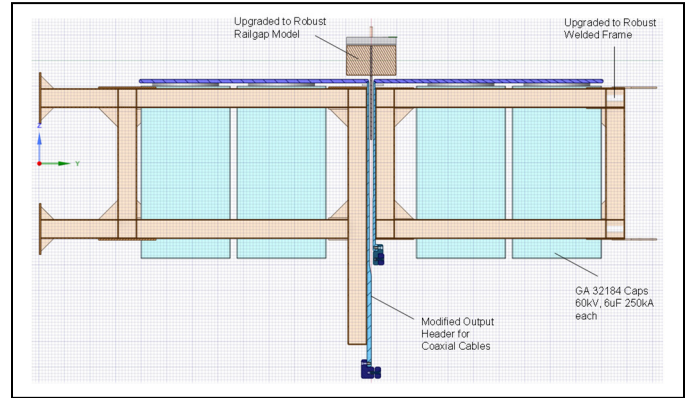 Upgraded to Robust
Railgap Model
Upgraded to Robust
Welded Frame
Z
Y
GA 32184 Caps
60kV, 6uF 250kA
each
Modified Output
Header for
Coaxial Cables